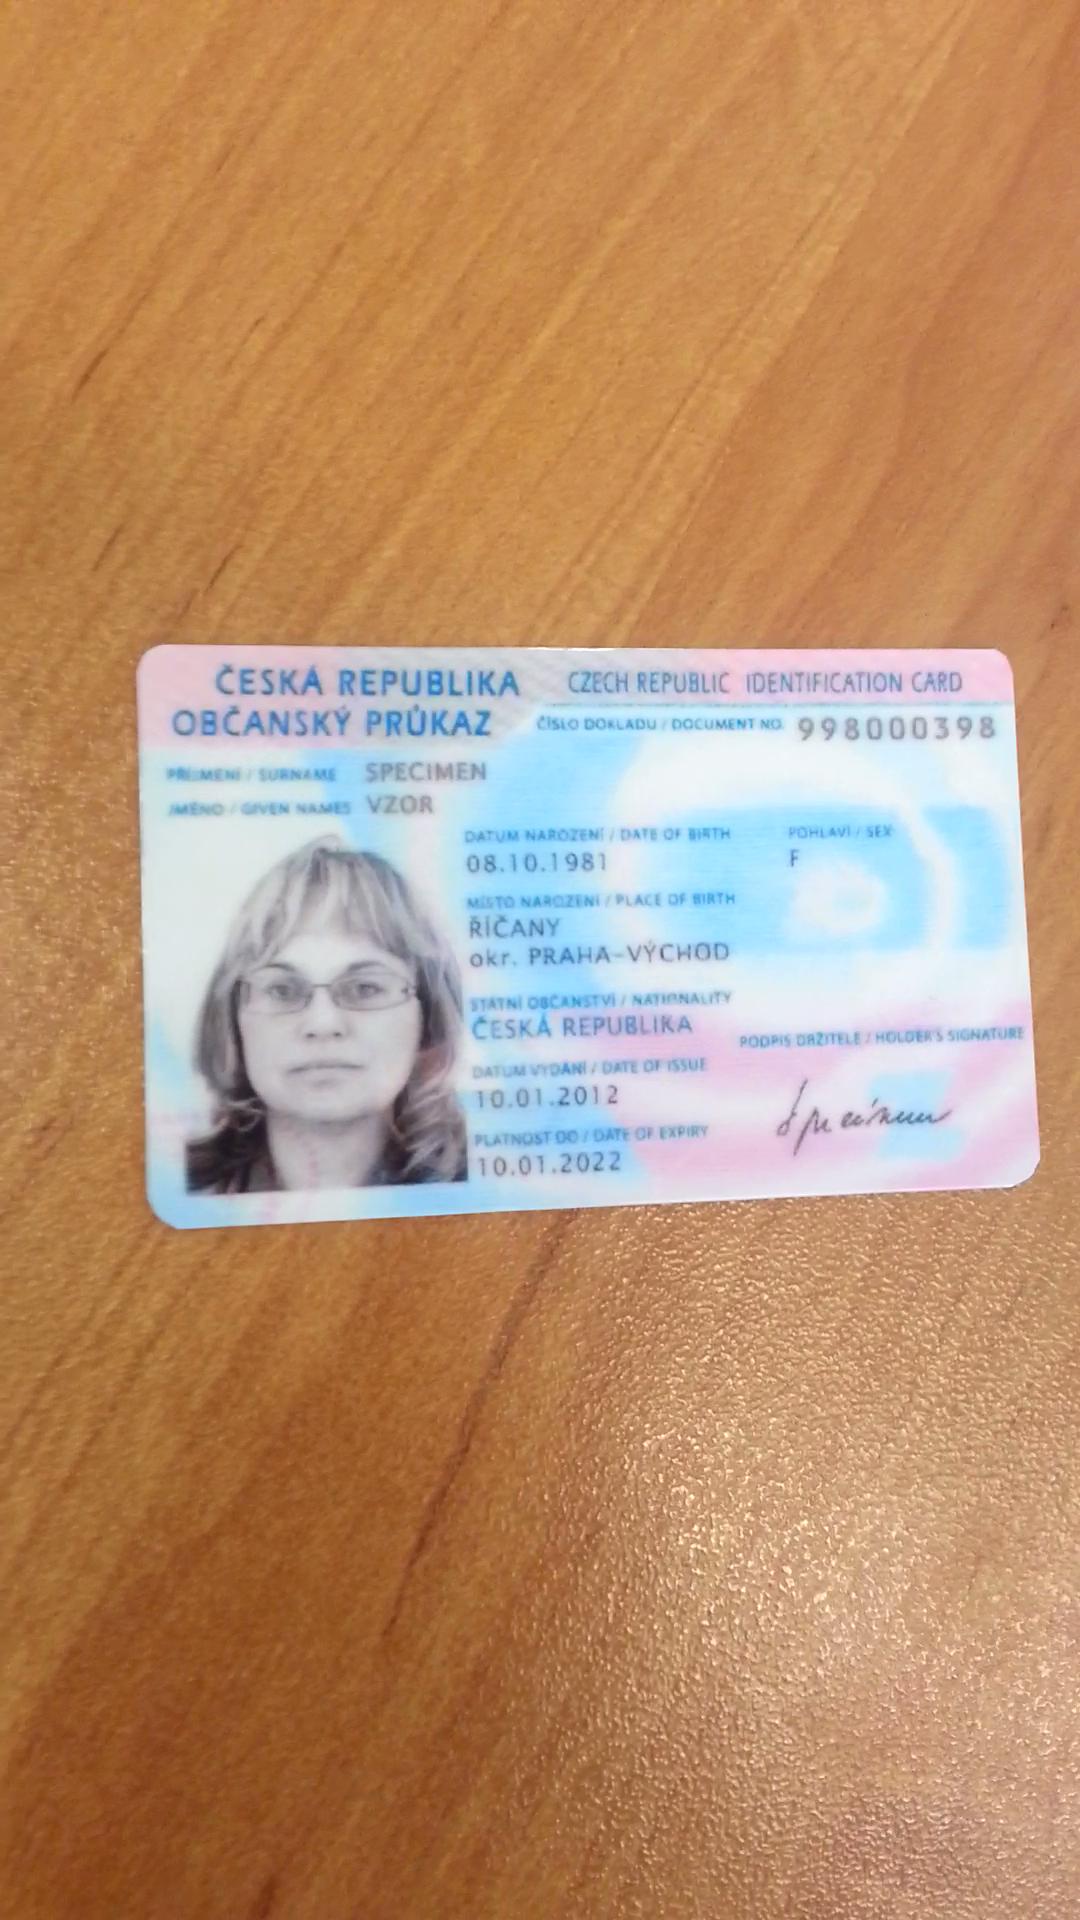 ČESKÁ REPUBLIKA CZECH REPUBLIC IDENTIFICATION CARD
OBČANSKÝ PRŮKAZ ČÍSLO DOKLADU / DOCUMENT NO. 998000398
PŘÍJMENÍ / SURNAME SPECIMEN
JMÉNO / GIVEN NAMES VZOR
DATUM NAROZENÍ / DATE OF BIRTH POHLAVÍ / SEX
08.10.1981 F
MÍSTO NAROZENÍ / PLACE OF BIRTH
ŘÍČANY
okr. PRAHA-VÝCHOD
STÁTNÍ OBČANSTVÍ / NATIONALITY
ČESKÁ REPUBLIKA
PODPIS DRŽITELE / HOLDER'S SIGNATURE
DATUM VYDÁNÍ / DATE OF ISSUE
10.01.2012
Specimen
PLATNOST DO / DATE OF EXPIRY
10.01.2022